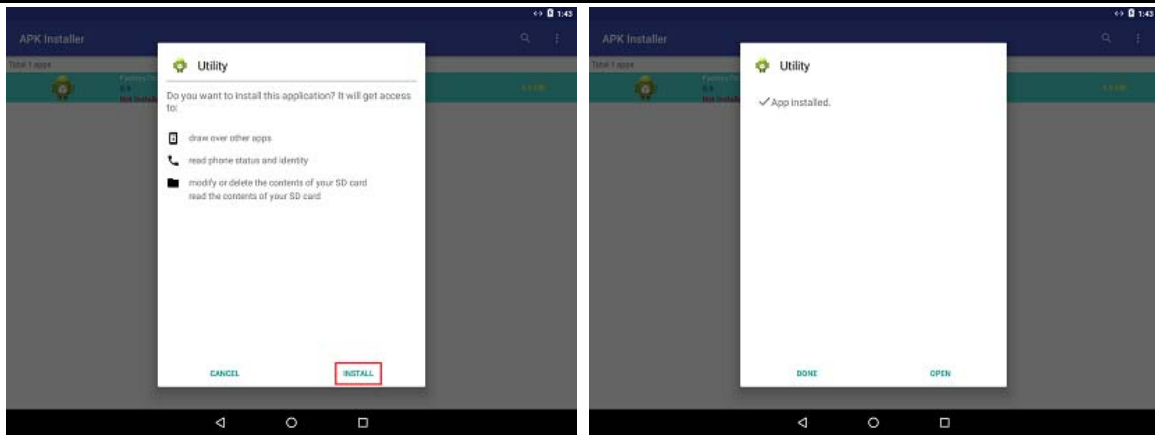 1:43
APK Installer
Total 1 apps
Utility
Do you want to install this application? It will get access
to:
draw over other apps
read phone status and identity
modify or delete the contents of your SD card
read the contents of your SD card
CANCEL
INSTALL
1:43
APK Installer
Total 1 apps
Utility
App installed.
DONE
OPEN